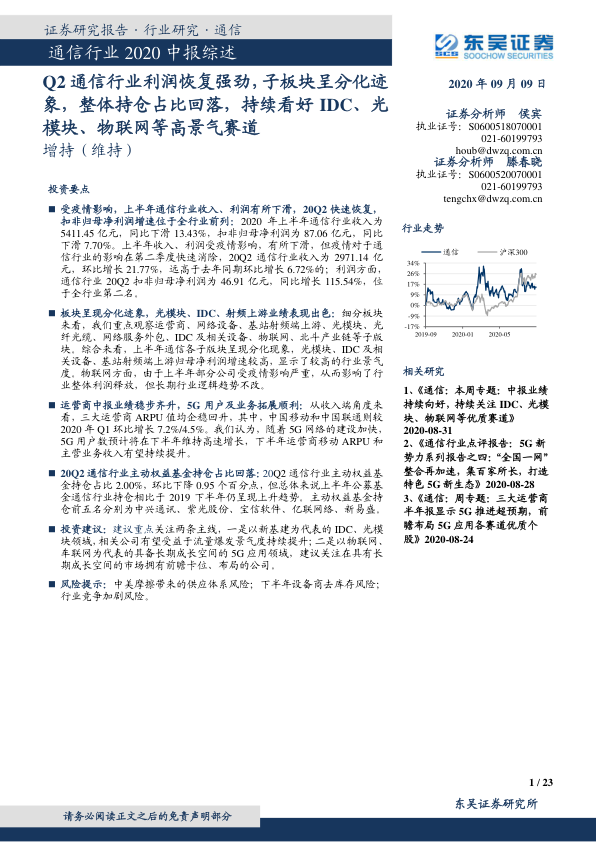 证券研究报告·行业研究·通信
通信行业 2020 中报综述
东吴证券
SOOCHOW SECURITIES
Q2 通信行业利润恢复强劲，子板块呈分化迹
象，整体持仓占比回落，持续看好 IDC、光
模块、物联网等高景气赛道
增持（维持）
2020 年 09 月 09 日
证券分析师 侯宾
执业证号：S0600518070001
021-60199793
houb@dwzq.com.cn
证券分析师 滕春晓
执业证号：S0600520070001
021-60199793
tengchx@dwzq.com.cn
行业走势
通信 沪深300
34%
26%
17%
9%
0%
-9%
-17%
2019-09 2020-01 2020-05
相关研究
1、《通信：本周专题：中报业绩
持续向好，持续关注 IDC、光模
块、物联网等优质赛道》
2020-08-31
2、《通信行业点评报告：5G 新
势力系列报告之四：“全国一网”
整合再加速，集百家所长，打造
特色 5G 新生态》2020-08-28
3、《通信：周专题：三大运营商
半年报显示 5G 推进超预期，前
瞻布局 5G 应用各赛道优质个
股》2020-08-24
投资要点
■ 受疫情影响，上半年通信行业收入、利润有所下滑，20Q2 快速恢复，
扣非归母净利润增速位于全行业前列：2020 年上半年通信行业收入为
5411.45 亿元，同比下滑 13.43%，扣非归母净利润为 87.06 亿元，同比
下滑 7.70%。上半年收入、利润受疫情影响，有所下滑，但疫情对于通
信行业的影响在第二季度快速消除，20Q2 通信行业收入为 2971.14 亿
元，环比增长 21.77%，远高于去年同期环比增长 6.72%的；利润方面，
通信行业 20Q2 扣非归母净利润为 46.91 亿元，同比增长 115.54%，位
于全行业第二名。
■ 板块呈现分化迹象，光模块、IDC、射频上游业绩表现出色：细分板块
来看，我们重点观察运营商、网络设备、基站射频端上游、光模块、光
纤光缆、网络服务外包、IDC 及相关设备、物联网、北斗产业链等子版
块。综合来看，上半年通信各子版块呈现分化现象，光模块、IDC 及相
关设备、基站射频端上游归母净利润增速较高，显示了较高的行业景气
度。物联网方面，由于上半年部分公司受疫情影响严重，从而影响了行
业整体利润释放，但长期行业逻辑趋势不改。
■ 运营商中报业绩稳步齐升，5G 用户及业务拓展顺利：从收入端角度来
看，三大运营商 ARPU 值均企稳回升，其中，中国移动和中国联通则较
2020 年 Q1 环比增长 7.2%/4.5%。我们认为，随着 5G 网络的建设加快，
5G 用户数预计将在下半年维持高速增长，下半年运营商移动 ARPU 和
主营业务收入有望持续提升。
■ 20Q2 通信行业主动权益基金持仓占比回落：20Q2 通信行业主动权益基
金持仓占比 2.00%，环比下降 0.95 个百分点，但总体来说上半年公募基
金通信行业持仓相比于 2019 下半年仍呈现上升趋势。主动权益基金持
仓前五名分别为中兴通讯、紫光股份、宝信软件、亿联网络、新易盛。
■ 投资建议：建议重点关注两条主线，一是以新基建为代表的 IDC、光模
块领域，相关公司有望受益于流量爆发景气度持续提升；二是以物联网、
车联网为代表的具备长期成长空间的 5G 应用领域，建议关注在具有长
期成长空间的市场拥有前瞻卡位、布局的公司。
■ 风险提示：中美摩擦带来的供应体系风险；下半年设备商去库存风险；
行业竞争加剧风险。
1 / 23
东吴证券研究所
请务必阅读正文之后的免责声明部分